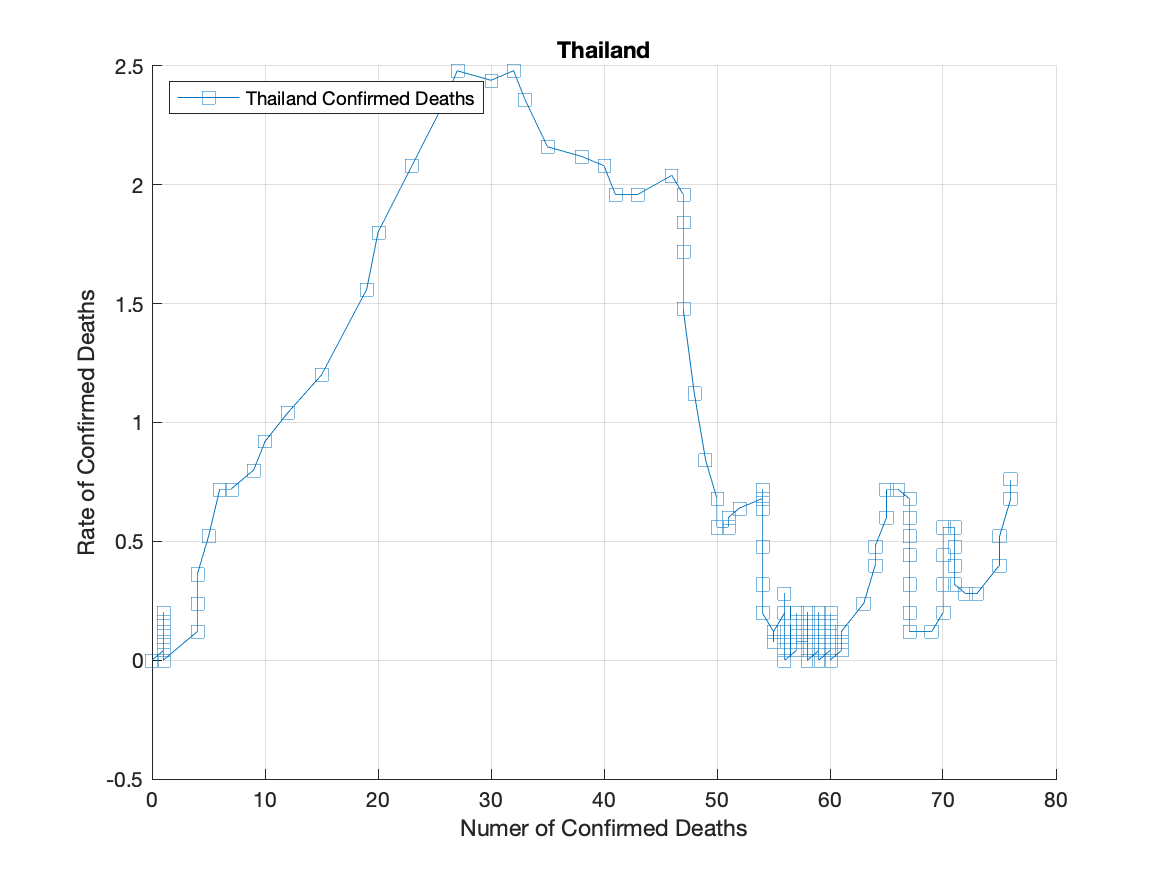 Thailand
Thailand Confirmed Deaths
2.5
2
1.5
1
0.5
0
-0.5
Rate of Confirmed Deaths
0 10 20 30 40 50 60 70 80
Numer of Confirmed Deaths